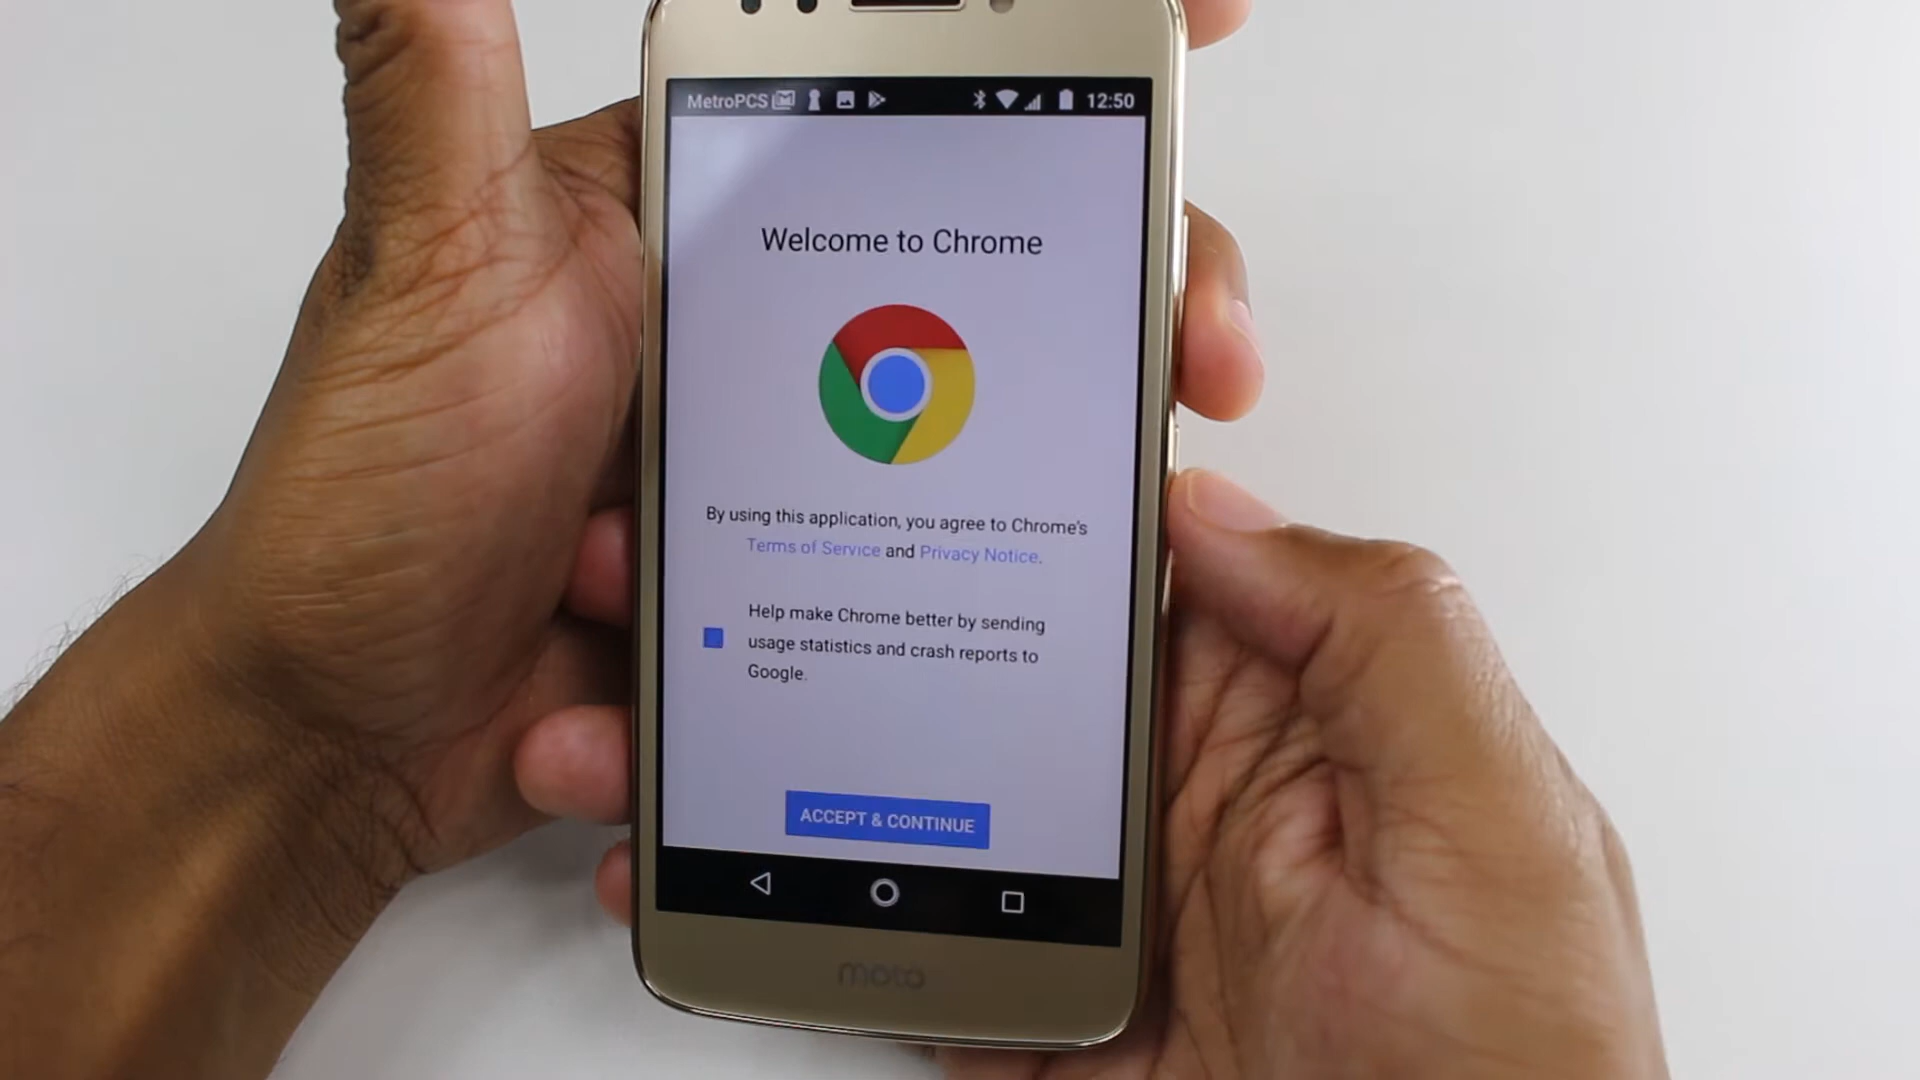 MetroPCS 12:50
Welcome to Chrome
By using this application, you agree to Chrome's
Terms of Service and Privacy Notice.
Help make Chrome better by sending
usage statistics and crash reports to
Google.
ACCEPT & CONTINUE
moto